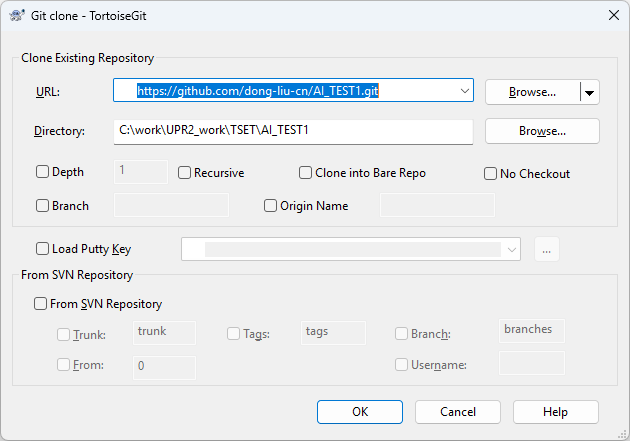 Git clone - TortoiseGit
Clone Existing Repository
URL: https://github.com/dong-liu-cn/AI_TEST1.git Browse...
Directory: C:\work\UPR2_work\TSET\AI_TEST1 Browse...
Depth 1 Recursive Clone into Bare Repo No Checkout
Branch Origin Name
Load Putty Key ...
From SVN Repository
From SVN Repository
Trunk: trunk Tags: tags Branch: branches
From: 0 Username:
OK Cancel Help